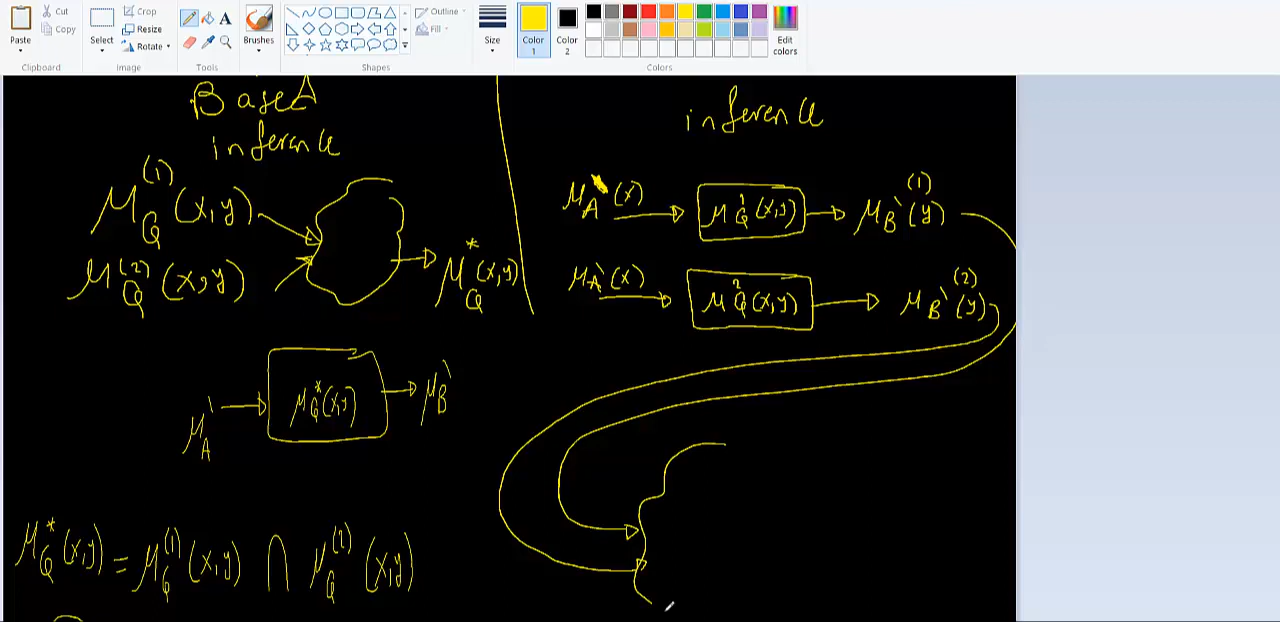 Paste
Cut
Copy
Clipboard
Select
Crop
Resize
Rotate
Image
A
Tools
Brushes
Shapes
Outline
Fill
Size
Color
1
Color
2
Edit
colors
Colors
Based
inference
μ_Q^(1) (x,y)
μ_Q^(2) (x,y)
μ_Q^* (x,y)
μ_A'
μ_Q^*(x,y)
μ_B'
μ_Q^*(x,y) = μ_Q^(1)(x,y) ∩ μ_Q^(2)(x,y)
inference
μ_A'(x)
μ_Q^1(x,y)
μ_B'^(1)(y)
μ_A'(x)
μ_Q^2(x,y)
μ_B'^(2)(y)